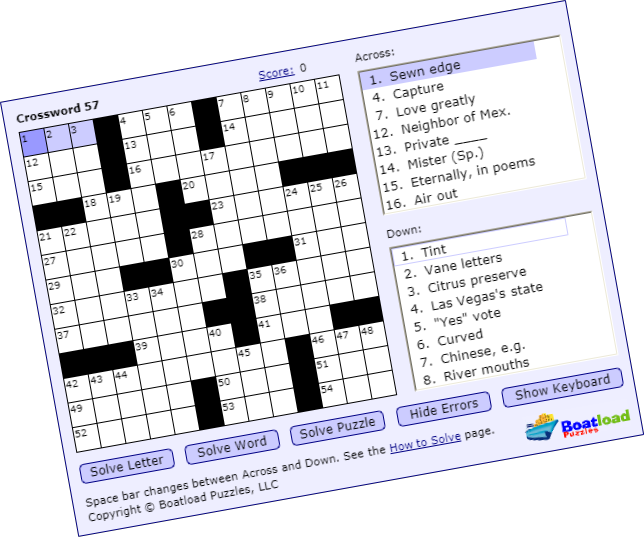 Crossword 57
Score: 0
1 2 3 4 5 6 7 8 9 10 11
12 13 14
15 16 17
18 19 20
21 22 23 24 25 26
27 28
29 30 31
32 33 34 35 36
37 38
39 40 41
42 43 44 45 46 47 48
49 50 51
52 53 54
Across:
1. Sewn edge
4. Capture
7. Love greatly
12. Neighbor of Mex.
13. Private ____
14. Mister (Sp.)
15. Eternally, in poems
16. Air out
Down:
1. Tint
2. Vane letters
3. Citrus preserve
4. Las Vegas's state
5. "Yes" vote
6. Curved
7. Chinese, e.g.
8. River mouths
Solve Letter
Solve Word
Solve Puzzle
Hide Errors
Show Keyboard
Space bar changes between Across and Down. See the How to Solve page.
Copyright © Boatload Puzzles, LLC
Boatload
Puzzles